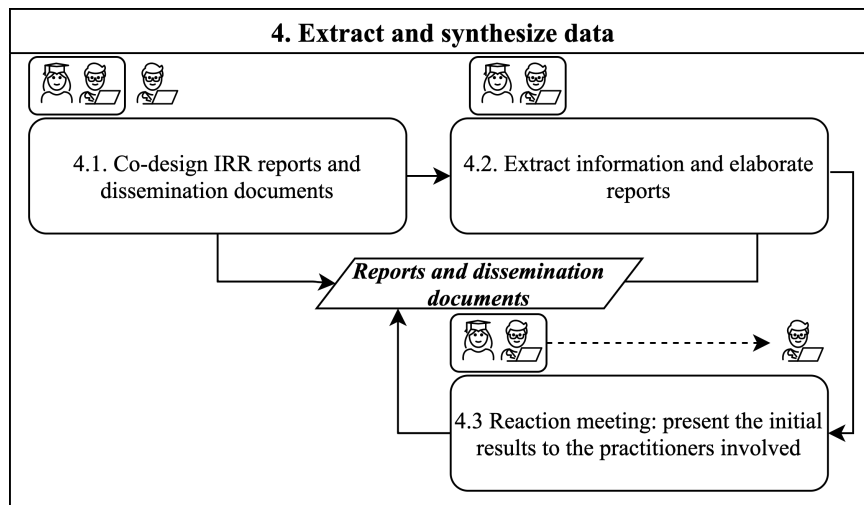 4. Extract and synthesize data
4.1. Co-design IRR reports and
dissemination documents
4.2. Extract information and elaborate
reports
Reports and dissemination
documents
4.3 Reaction meeting: present the initial
results to the practitioners involved